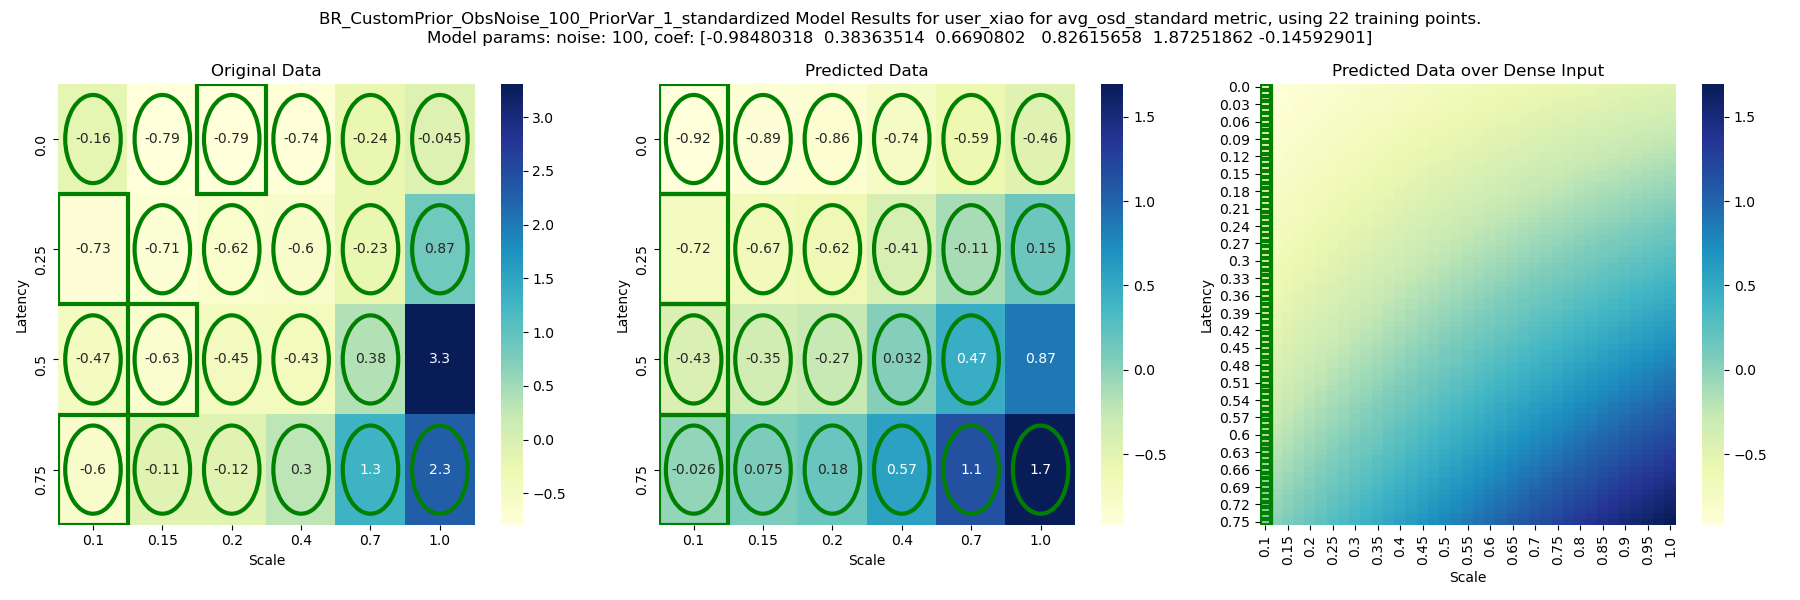 BR_CustomPrior_ObsNoise_100_PriorVar_1_standardized Model Results for user_xiao for avg_osd_standard metric, using 22 training points.
Model params: noise: 100, coef: [-0.98480318  0.38363514  0.6690802   0.82615658  1.87251862 -0.14592901]
Original Data
-0.16 -0.79 -0.79 -0.74 -0.24 -0.045
-0.73 -0.71 -0.62 -0.6 -0.23 0.87
-0.47 -0.63 -0.45 -0.43 0.38 3.3
-0.6 -0.11 -0.12 0.3 1.3 2.3
0.0
0.25
0.5
0.75
Latency
0.1 0.15 0.2 0.4 0.7 1.0
Scale
3.0
2.5
2.0
1.5
1.0
0.5
0.0
−0.5
Predicted Data
-0.92 -0.89 -0.86 -0.74 -0.59 -0.46
-0.72 -0.67 -0.62 -0.41 -0.11 0.15
-0.43 -0.35 -0.27 0.032 0.47 0.87
-0.026 0.075 0.18 0.57 1.1 1.7
0.0
0.25
0.5
0.75
Latency
0.1 0.15 0.2 0.4 0.7 1.0
Scale
1.5
1.0
0.5
0.0
−0.5
Predicted Data over Dense Input
0.0
0.03
0.06
0.09
0.12
0.15
0.18
0.21
0.24
0.27
0.3
0.33
0.36
0.39
0.42
0.45
0.48
0.51
0.54
0.57
0.6
0.63
0.66
0.69
0.72
0.75
Latency
0.1 0.15 0.2 0.25 0.3 0.35 0.4 0.45 0.5 0.55 0.6 0.65 0.7 0.75 0.8 0.85 0.9 0.95 1.0
Scale
1.5
1.0
0.5
0.0
−0.5